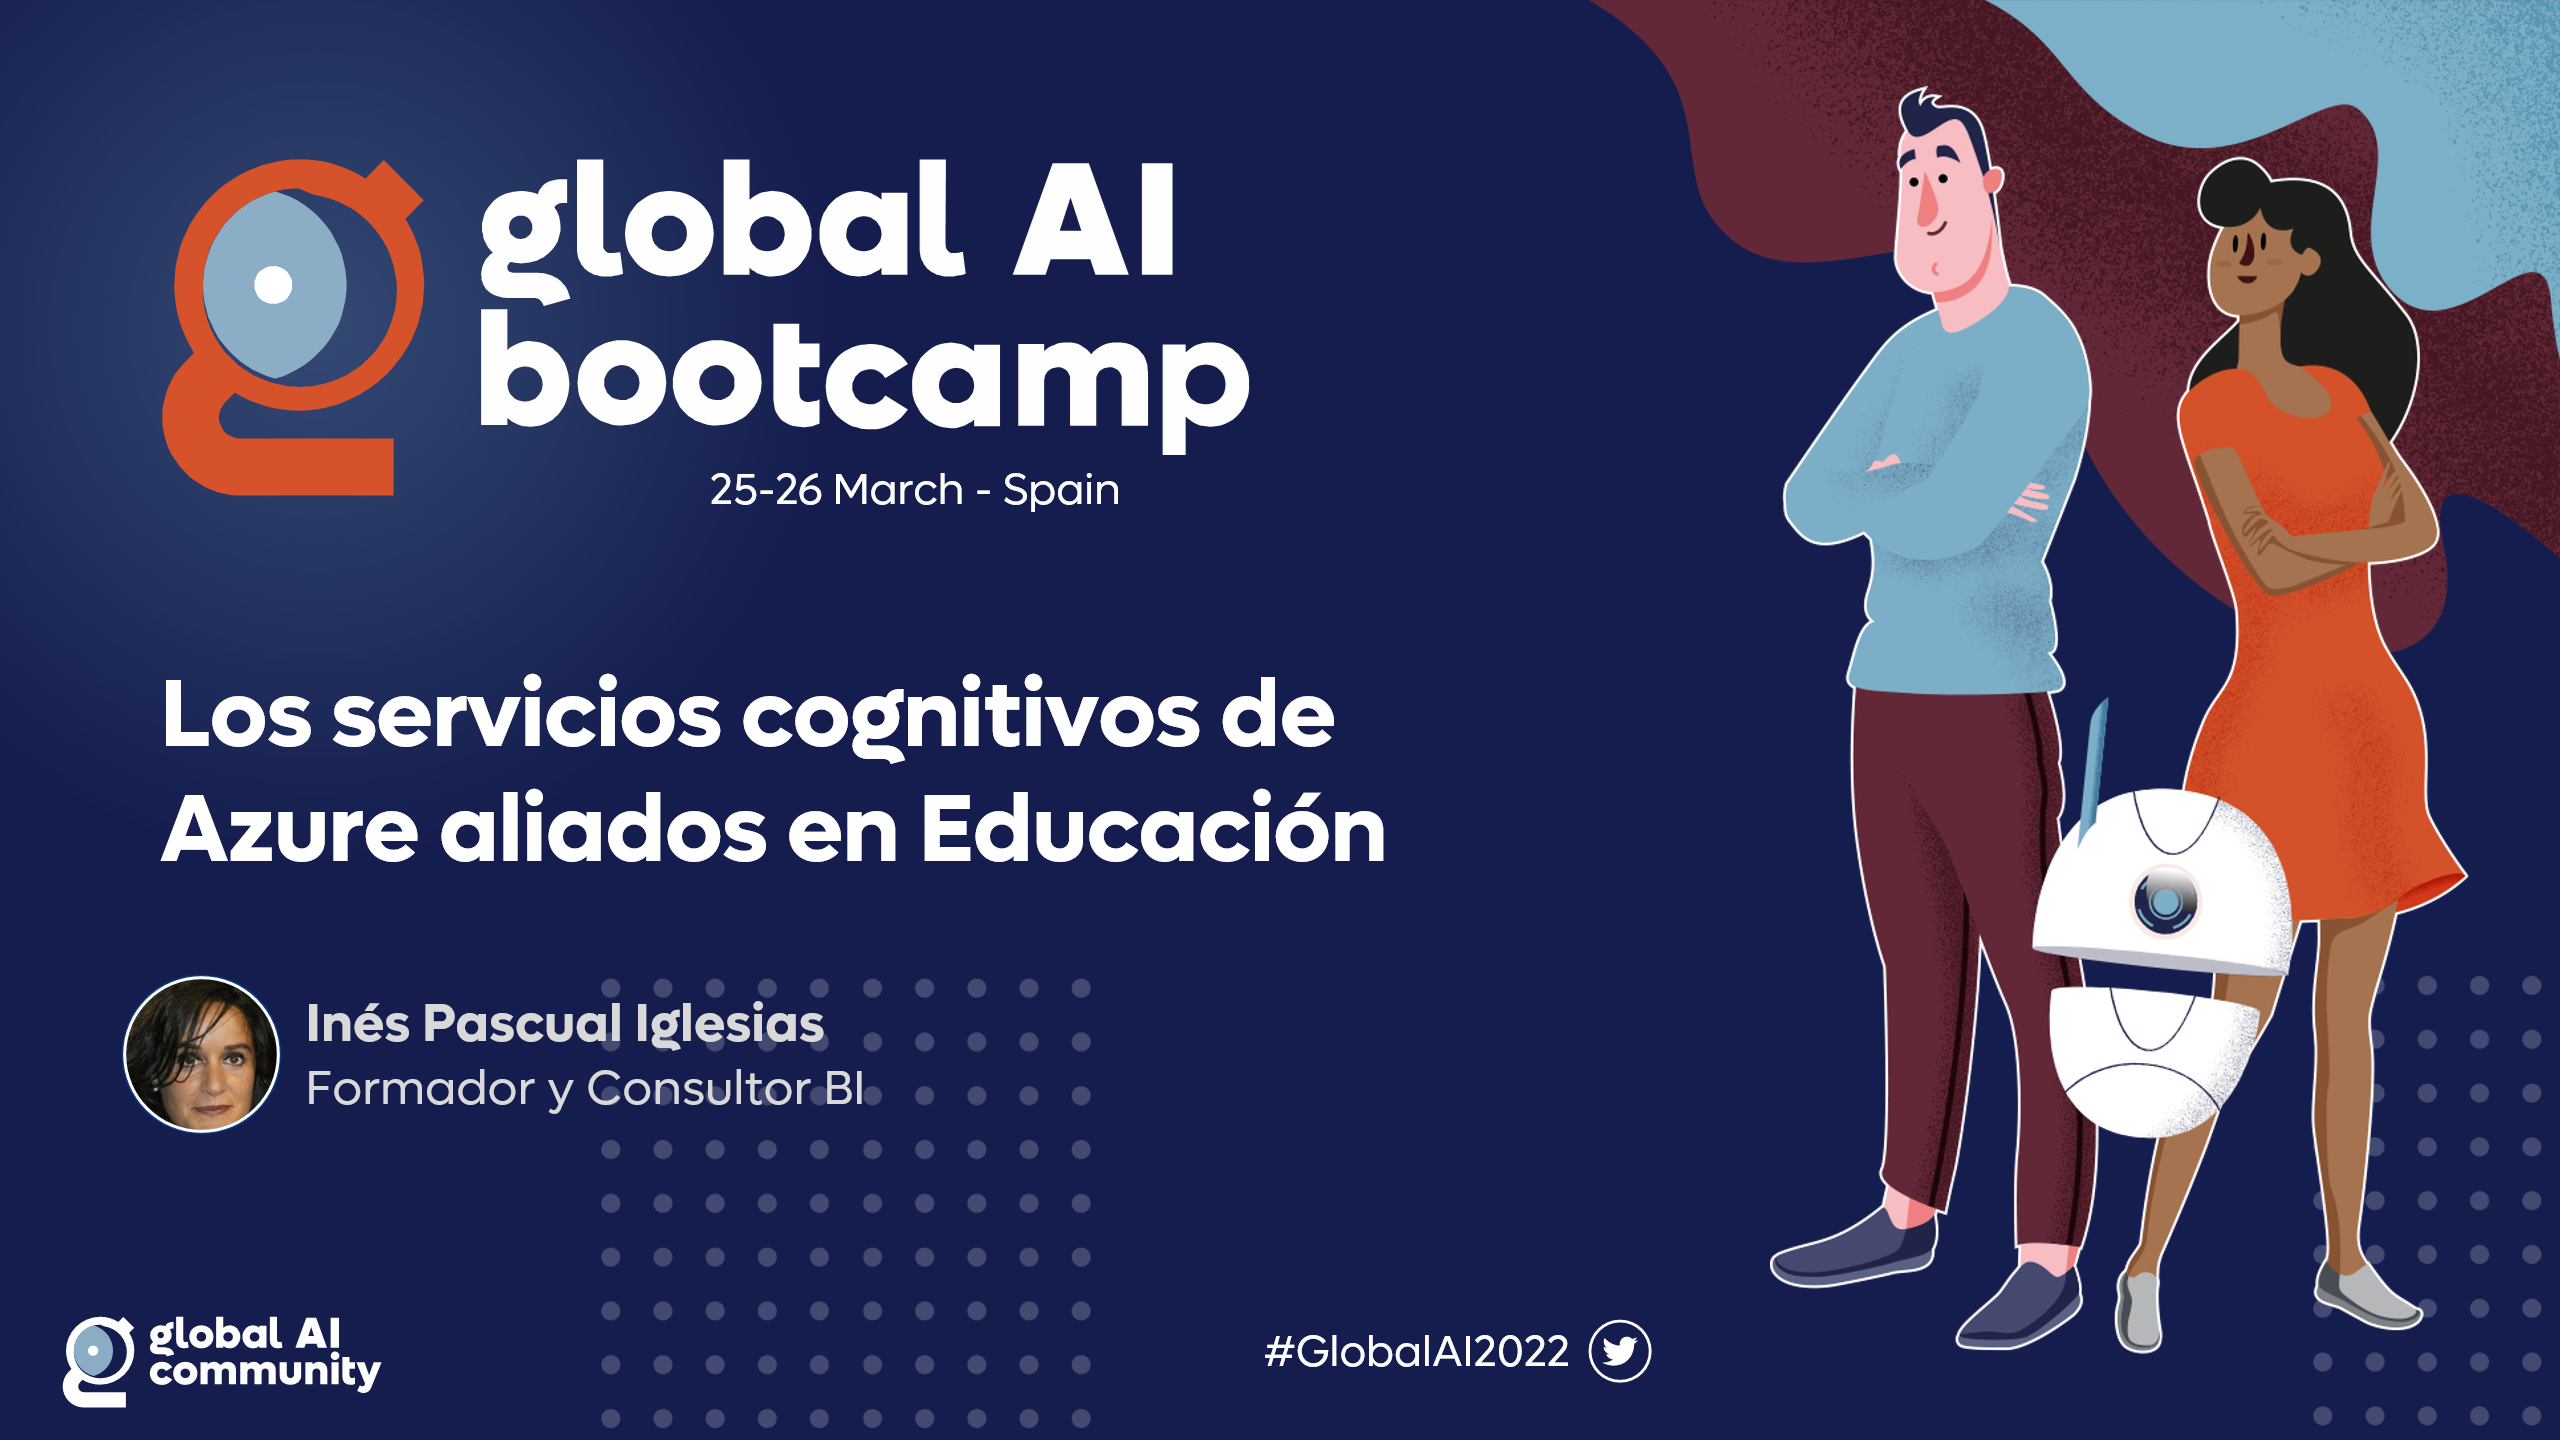 global AI
bootcamp
25-26 March - Spain
Los servicios cognitivos de
Azure aliados en Educación
Inés Pascual Iglesias
Formador y Consultor BI
global AI
community
#GlobalAI2022